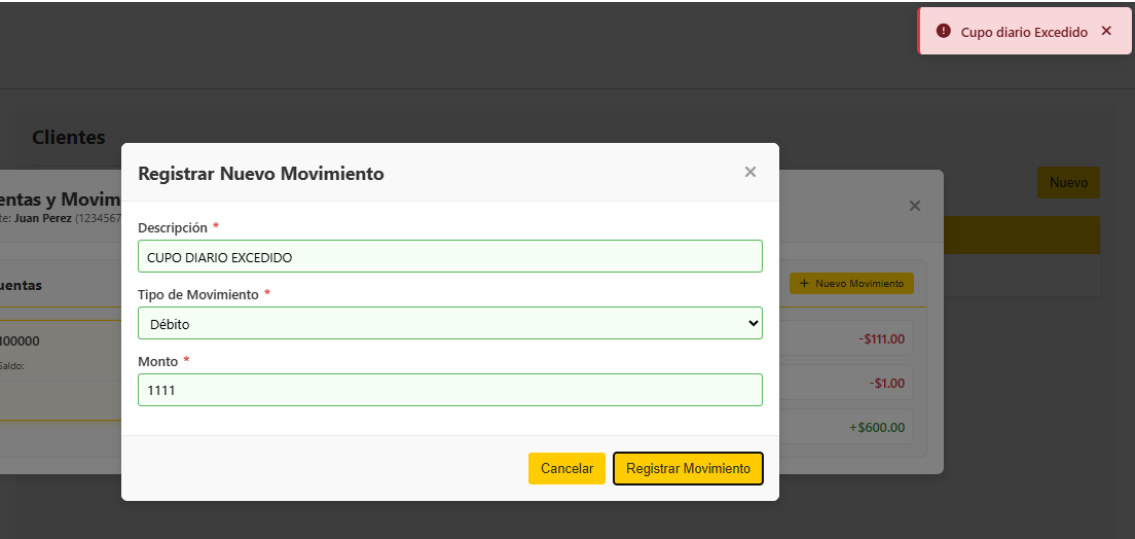 Cupo diario Excedido ×
Clientes
Registrar Nuevo Movimiento ×
Nuevo
entas y Movim ×
te: Juan Perez (1234567
Descripción *
CUPO DIARIO EXCEDIDO
uentas
+ Nuevo Movimiento
Tipo de Movimiento *
Débito
100000
-$111.00
Saldo:
Monto *
1111
-$1.00
+$600.00
Cancelar
Registrar Movimiento